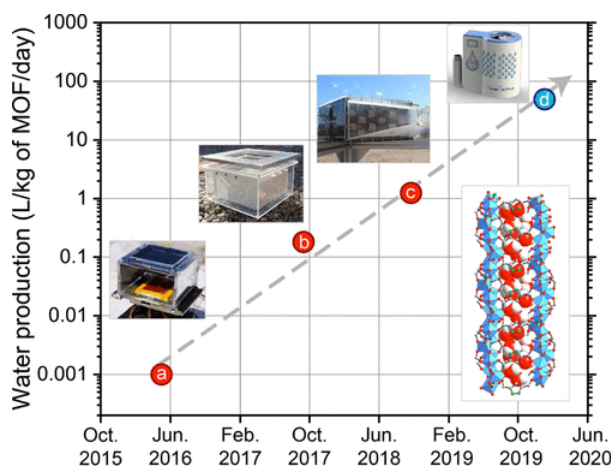 Water production (L/kg of MOF/day)
1000
100
10
1
0.1
0.01
0.001
a
b
c
d
Oct. Jun. Feb. Oct. Jun. Feb. Oct. Jun.
2015 2016 2017 2017 2018 2019 2019 2020